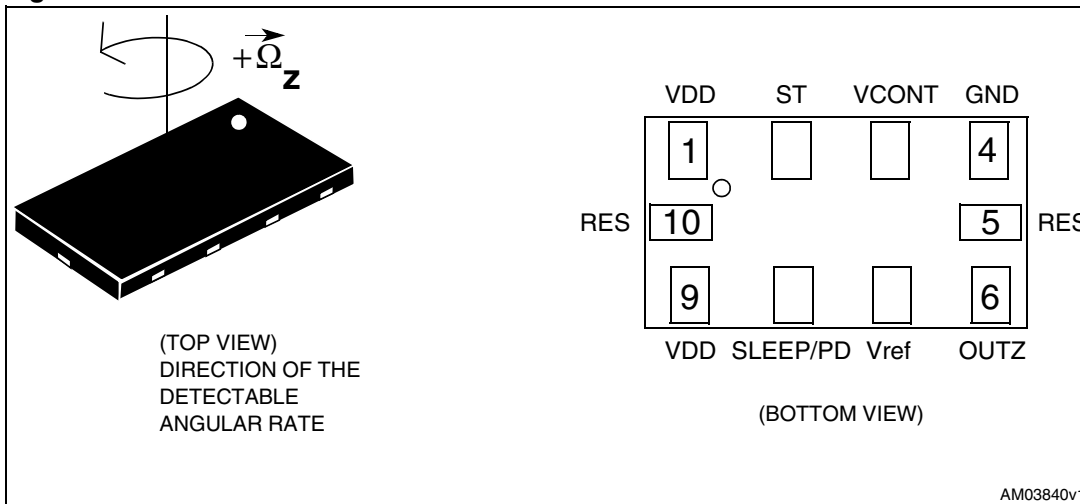 +Ω
z
VDD ST VCONT GND
1 4
RES 10 5 RES
9 6
VDD SLEEP/PD Vref OUTZ
(TOP VIEW)
DIRECTION OF THE
DETECTABLE
ANGULAR RATE
(BOTTOM VIEW)
AM03840v1